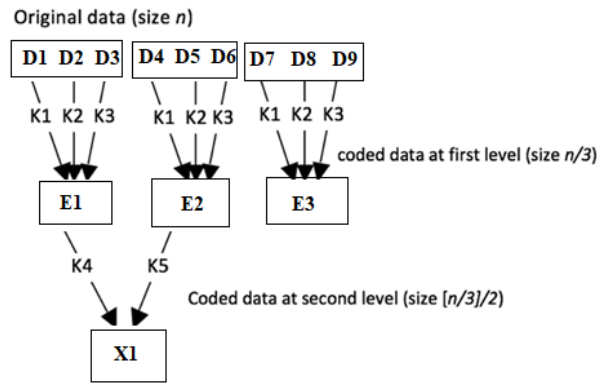 Original data (size n)
D1 D2 D3 D4 D5 D6 D7 D8 D9
K1 K2 K3 K1 K2 K3 K1 K2 K3
coded data at first level (size n/3)
E1 E2 E3
K4 K5
Coded data at second level (size [n/3]/2)
X1